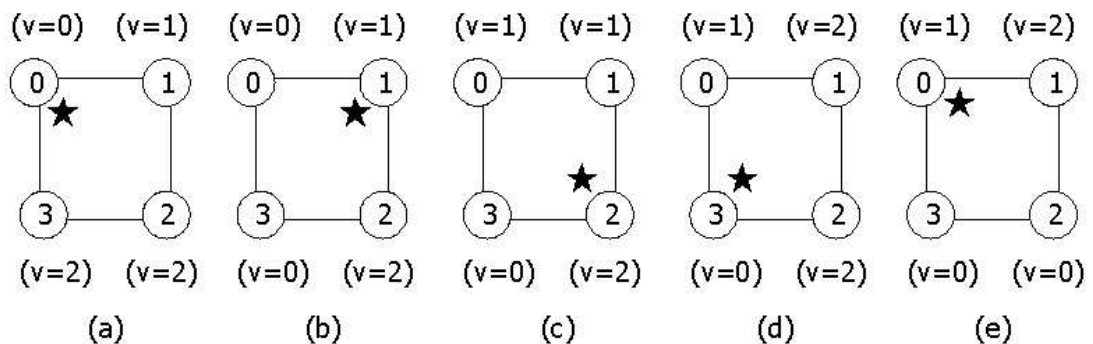 (v=0) (v=1) (v=0) (v=1) (v=1) (v=1) (v=1) (v=2) (v=1) (v=2)
0 1 0 1 0 1 0 1 0 1
3 2 3 2 3 2 3 2 3 2
(v=2) (v=2) (v=0) (v=2) (v=0) (v=2) (v=0) (v=2) (v=0) (v=0)
(a) (b) (c) (d) (e)